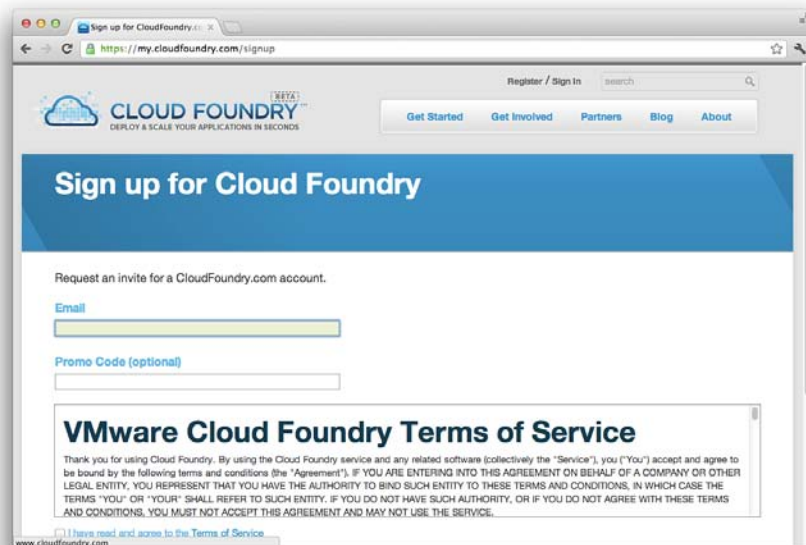 Sign up for CloudFoundry.co
https://my.cloudfoundry.com/signup
Register / Sign In search
BETA
CLOUD FOUNDRY™
DEPLOY & SCALE YOUR APPLICATIONS IN SECONDS
Get Started Get Involved Partners Blog About
Sign up for Cloud Foundry
Request an invite for a CloudFoundry.com account.
Email
Promo Code (optional)
VMware Cloud Foundry Terms of Service
Thank you for using Cloud Foundry. By using the Cloud Foundry service and any related software (collectively the "Service"), you ("You") accept and agree to
be bound by the following terms and conditions (the "Agreement"). IF YOU ARE ENTERING INTO THIS AGREEMENT ON BEHALF OF A COMPANY OR OTHER
LEGAL ENTITY, YOU REPRESENT THAT YOU HAVE THE AUTHORITY TO BIND SUCH ENTITY TO THESE TERMS AND CONDITIONS, IN WHICH CASE THE
TERMS "YOU" OR "YOUR" SHALL REFER TO SUCH ENTITY. IF YOU DO NOT HAVE SUCH AUTHORITY, OR IF YOU DO NOT AGREE WITH THESE TERMS
AND CONDITIONS, YOU MUST NOT ACCEPT THIS AGREEMENT AND MAY NOT USE THE SERVICE.
I have read and agree to the Terms of Service
www.cloudfoundry.com